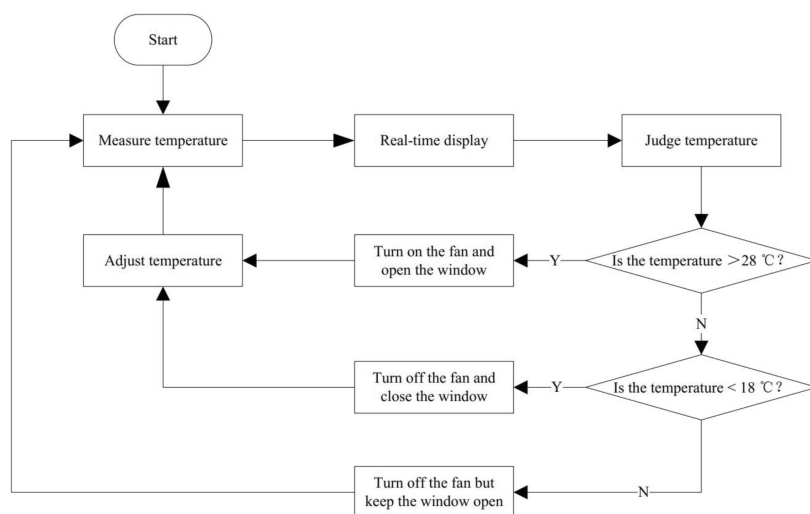 Start
Measure temperature
Real-time display
Judge temperature
Adjust temperature
Turn on the fan and
open the window
Y
Is the temperature >28 ℃?
N
Turn off the fan and
close the window
Y
Is the temperature < 18 ℃?
Turn off the fan but
keep the window open
N